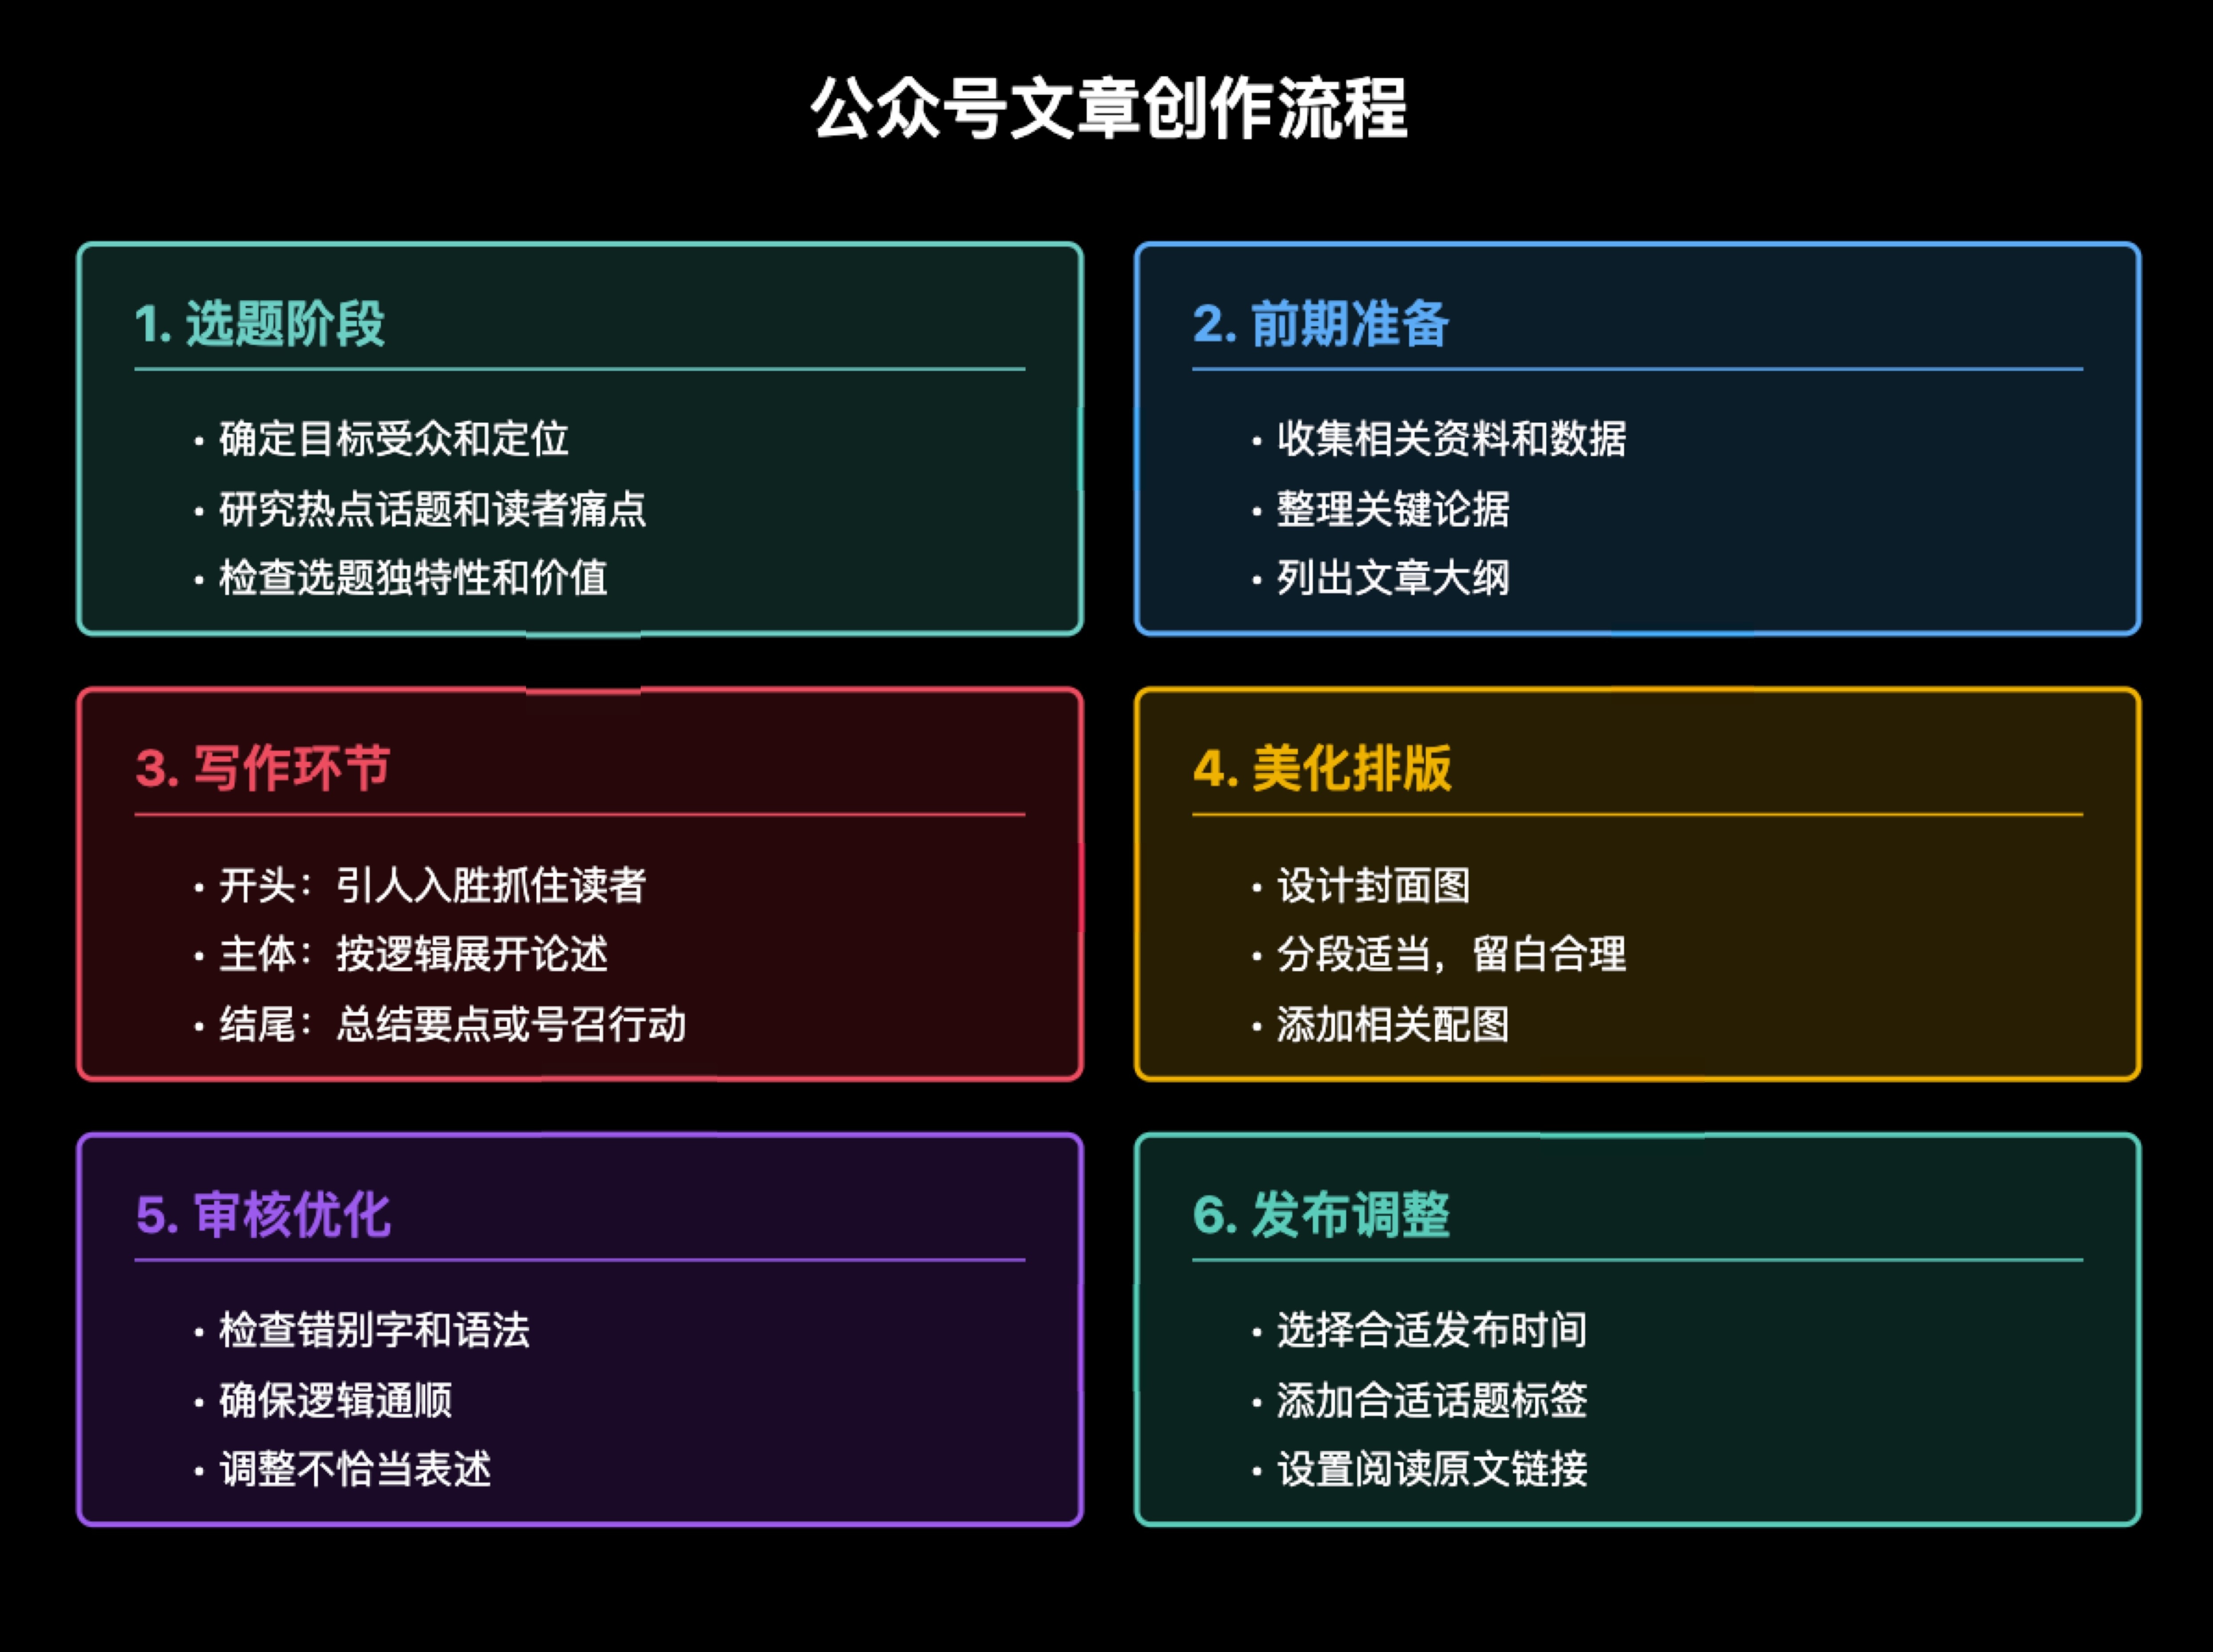 公众号文章创作流程
1. 选题阶段
• 确定目标受众和定位
• 研究热点话题和读者痛点
• 检查选题独特性和价值
2. 前期准备
• 收集相关资料和数据
• 整理关键论据
• 列出文章大纲
3. 写作环节
• 开头：引人入胜抓住读者
• 主体：按逻辑展开论述
• 结尾：总结要点或号召行动
4. 美化排版
• 设计封面图
• 分段适当，留白合理
• 添加相关配图
5. 审核优化
• 检查错别字和语法
• 确保逻辑通顺
• 调整不恰当表述
6. 发布调整
• 选择合适发布时间
• 添加合适话题标签
• 设置阅读原文链接